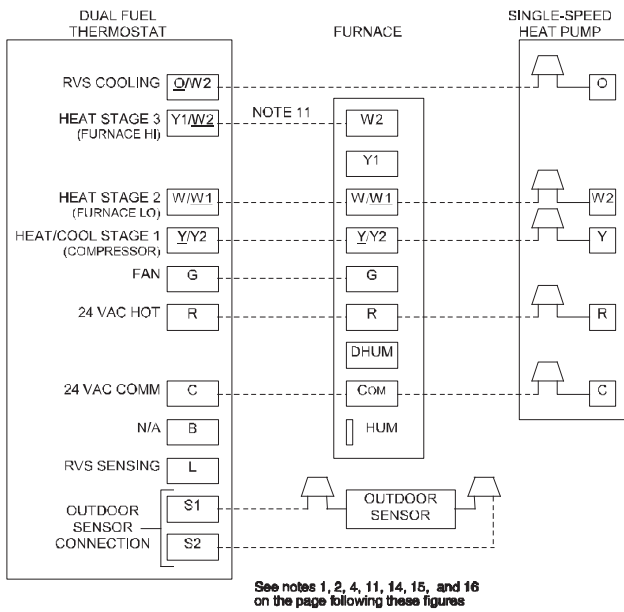 DUAL FUEL
THERMOSTAT
FURNACE
SINGLE-SPEED
HEAT PUMP
RVS COOLING
O/W2
O
HEAT STAGE 3
(FURNACE HI)
Y1/W2
NOTE 11
W2
Y1
HEAT STAGE 2
(FURNACE LO)
W/W1
W/W1
W2
HEAT/COOL STAGE 1
(COMPRESSOR)
Y/Y2
Y/Y2
Y
FAN
G
G
24 VAC HOT
R
R
R
DHUM
24 VAC COMM
C
COM
C
N/A
B
HUM
RVS SENSING
L
OUTDOOR
SENSOR
CONNECTION
S1
S2
OUTDOOR
SENSOR
See notes 1, 2, 4, 11, 14, 15, and 16
on the page following these figures